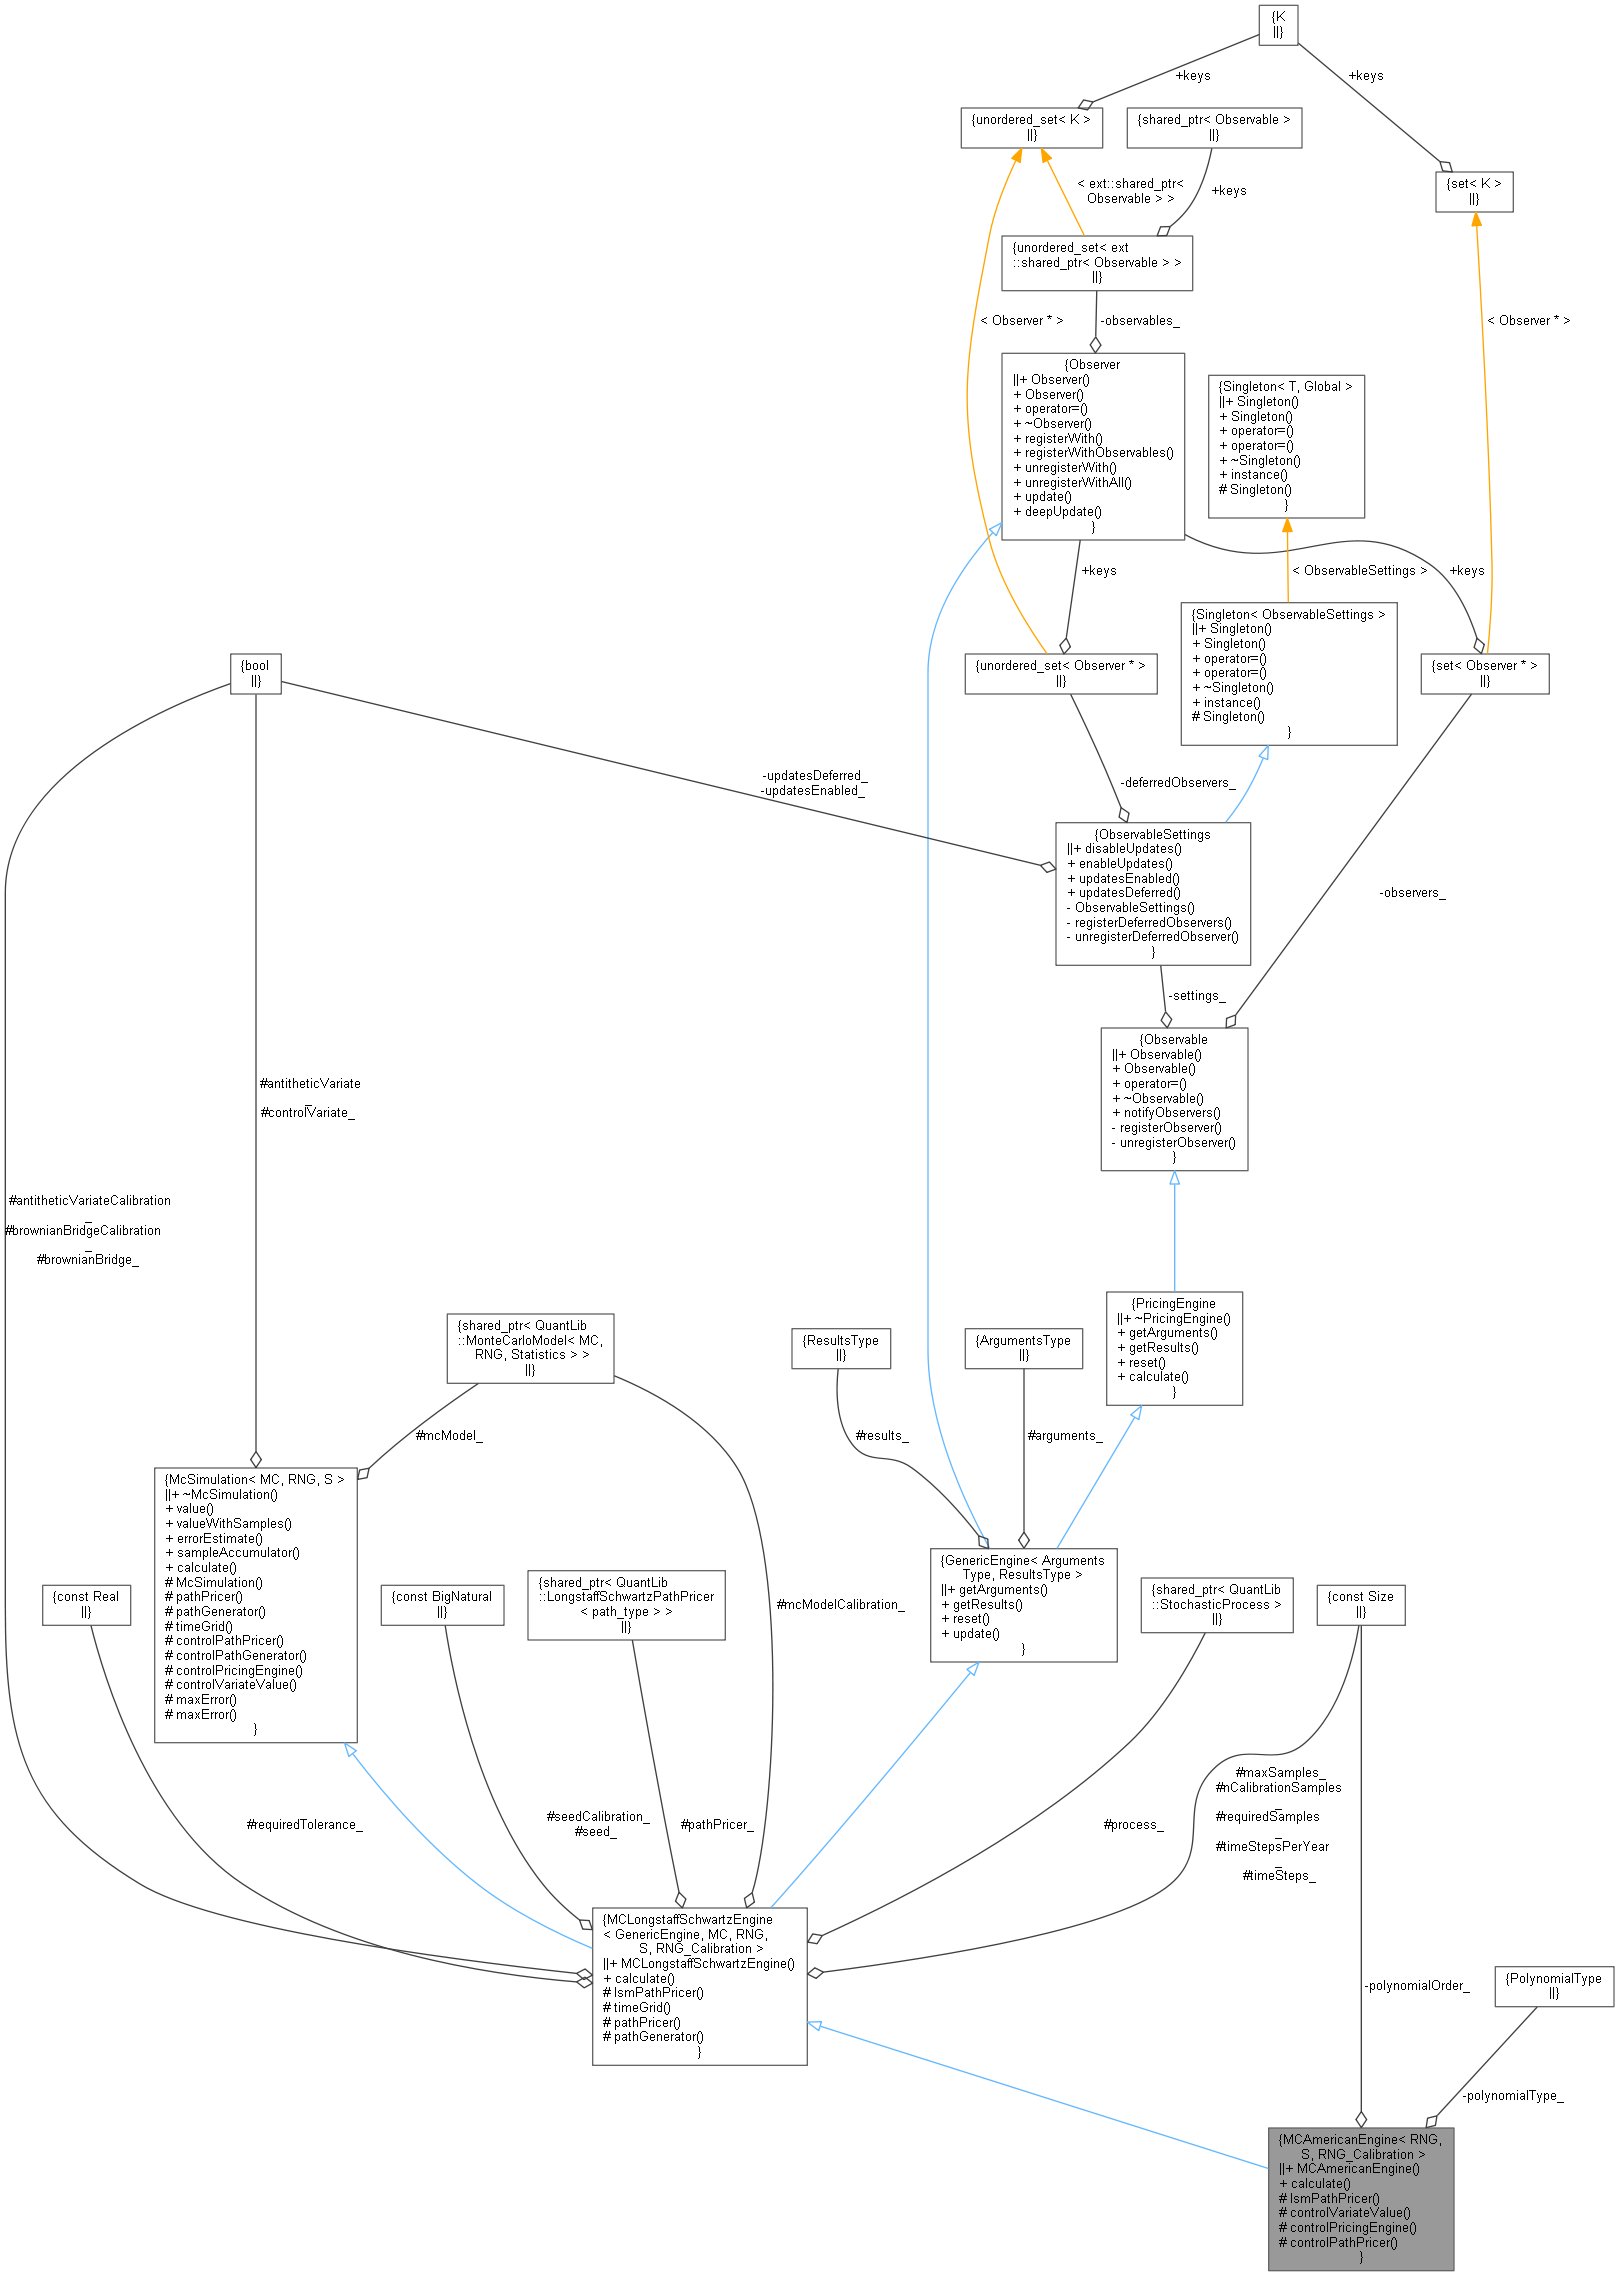 {K
||}
+keys
+keys
{unordered_set< K >
||}
{shared_ptr< Observable >
||}
{set< K >
||}
< ext::shared_ptr<
Observable > >
+keys
{unordered_set< ext
::shared_ptr< Observable > >
||}
< Observer * >
-observables_
< Observer * >
{Observer
||+ Observer()
+ Observer()
+ operator=()
+ ~Observer()
+ registerWith()
+ registerWithObservables()
+ unregisterWith()
+ unregisterWithAll()
+ update()
+ deepUpdate()
}
{Singleton< T, Global >
||+ Singleton()
+ Singleton()
+ operator=()
+ operator=()
+ ~Singleton()
+ instance()
# Singleton()
}
+keys
< ObservableSettings >
+keys
{Singleton< ObservableSettings >
||+ Singleton()
+ Singleton()
+ operator=()
+ operator=()
+ ~Singleton()
+ instance()
# Singleton()
}
{bool
||}
{unordered_set< Observer * >
||}
{set< Observer * >
||}
-updatesDeferred_
-updatesEnabled_
-deferredObservers_
{ObservableSettings
||+ disableUpdates()
+ enableUpdates()
+ updatesEnabled()
+ updatesDeferred()
- ObservableSettings()
- registerDeferredObservers()
- unregisterDeferredObserver()
}
-observers_
-settings_
{Observable
||+ Observable()
+ Observable()
+ operator=()
+ ~Observable()
+ notifyObservers()
- registerObserver()
- unregisterObserver()
}
#antitheticVariate
_
#controlVariate_
#antitheticVariateCalibration
_
#brownianBridgeCalibration
_
#brownianBridge_
{PricingEngine
||+ ~PricingEngine()
+ getArguments()
+ getResults()
+ reset()
+ calculate()
}
{shared_ptr< QuantLib
::MonteCarloModel< MC,
RNG, Statistics > >
||}
{ResultsType
||}
{ArgumentsType
||}
#mcModel_
#results_
#arguments_
{McSimulation< MC, RNG, S >
||+ ~McSimulation()
+ value()
+ valueWithSamples()
+ errorEstimate()
+ sampleAccumulator()
+ calculate()
# McSimulation()
# pathPricer()
# pathGenerator()
# timeGrid()
# controlPathPricer()
# controlPathGenerator()
# controlPricingEngine()
# controlVariateValue()
# maxError()
# maxError()
}
{const Real
||}
{const BigNatural
||}
{shared_ptr< QuantLib
::LongstaffSchwartzPathPricer
< path_type > >
||}
#mcModelCalibration_
{GenericEngine< Arguments
Type, ResultsType >
||+ getArguments()
+ getResults()
+ reset()
+ update()
}
{shared_ptr< QuantLib
::StochasticProcess >
||}
{const Size
||}
#requiredTolerance_
#seedCalibration_
#seed_
#pathPricer_
#process_
#maxSamples_
#nCalibrationSamples
_
#requiredSamples
_
#timeStepsPerYear
_
#timeSteps_
{MCLongstaffSchwartzEngine
< GenericEngine, MC, RNG,
S, RNG_Calibration >
||+ MCLongstaffSchwartzEngine()
+ calculate()
# lsmPathPricer()
# timeGrid()
# pathPricer()
# pathGenerator()
}
-polynomialOrder_
{PolynomialType
||}
-polynomialType_
{MCAmericanEngine< RNG,
S, RNG_Calibration >
||+ MCAmericanEngine()
+ calculate()
# lsmPathPricer()
# controlVariateValue()
# controlPricingEngine()
# controlPathPricer()
}